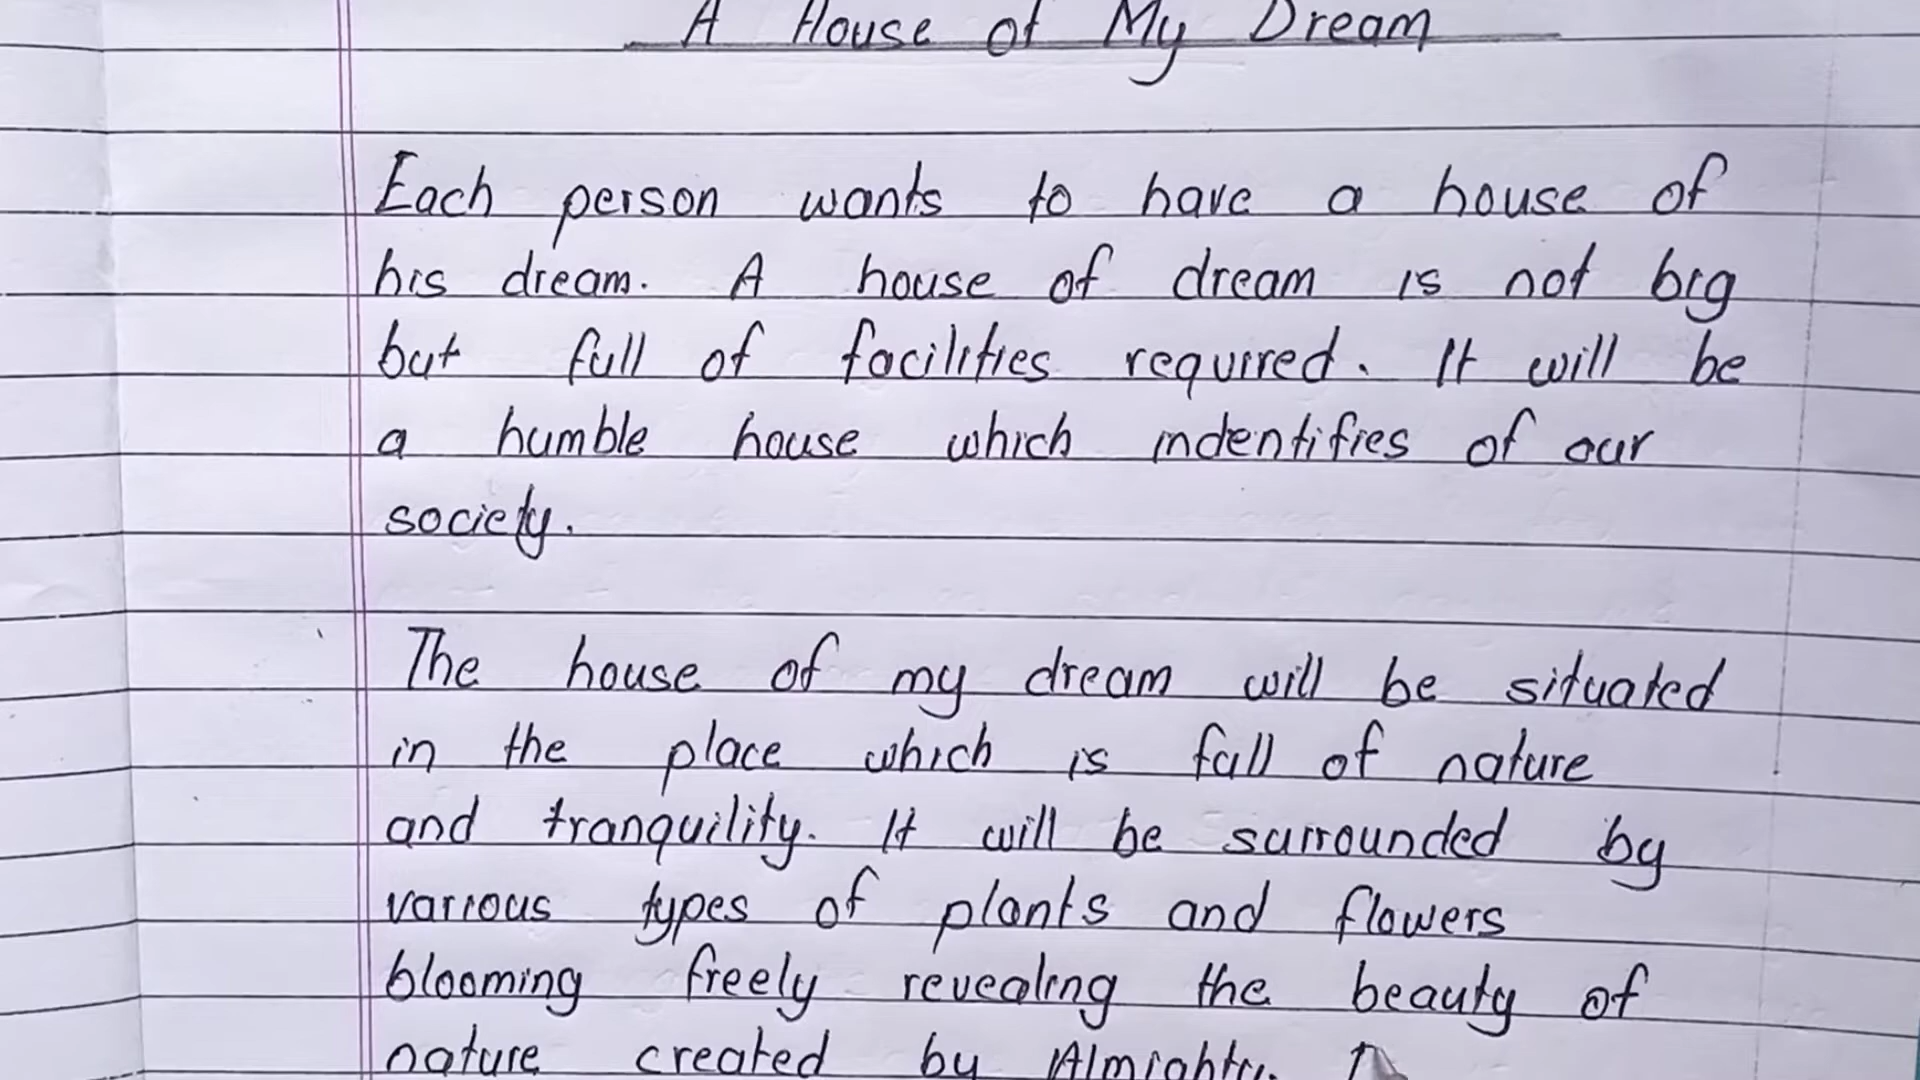 A House of My Dream
Each person wants to have a house of
his dream. A house of dream is not big
but full of facilities required. It will be
a humble house which indentifies of our
society.
The house of my dream will be situated
in the place which is full of nature
and tranquility. It will be surrounded by
various types of plants and flowers
blooming freely revealing the beauty of
nature created by Almighty.